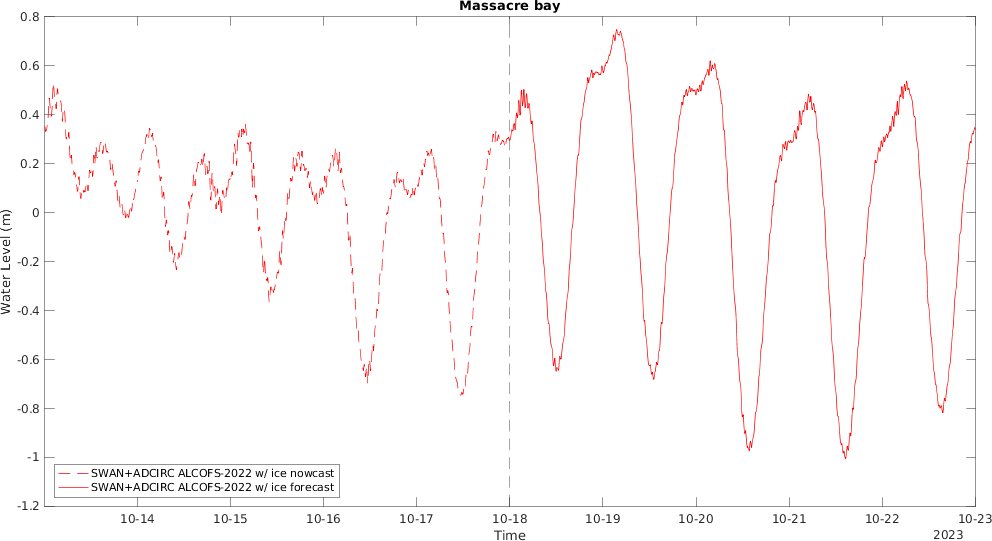 Massacre bay
0.8
0.6
0.4
0.2
0
-0.2
-0.4
-0.6
-0.8
-1
-1.2
Water Level (m)
SWAN+ADCIRC ALCOFS-2022 w/ ice nowcast
SWAN+ADCIRC ALCOFS-2022 w/ ice forecast
10-14 10-15 10-16 10-17 10-18 10-19 10-20 10-21 10-22 10-23
Time
2023